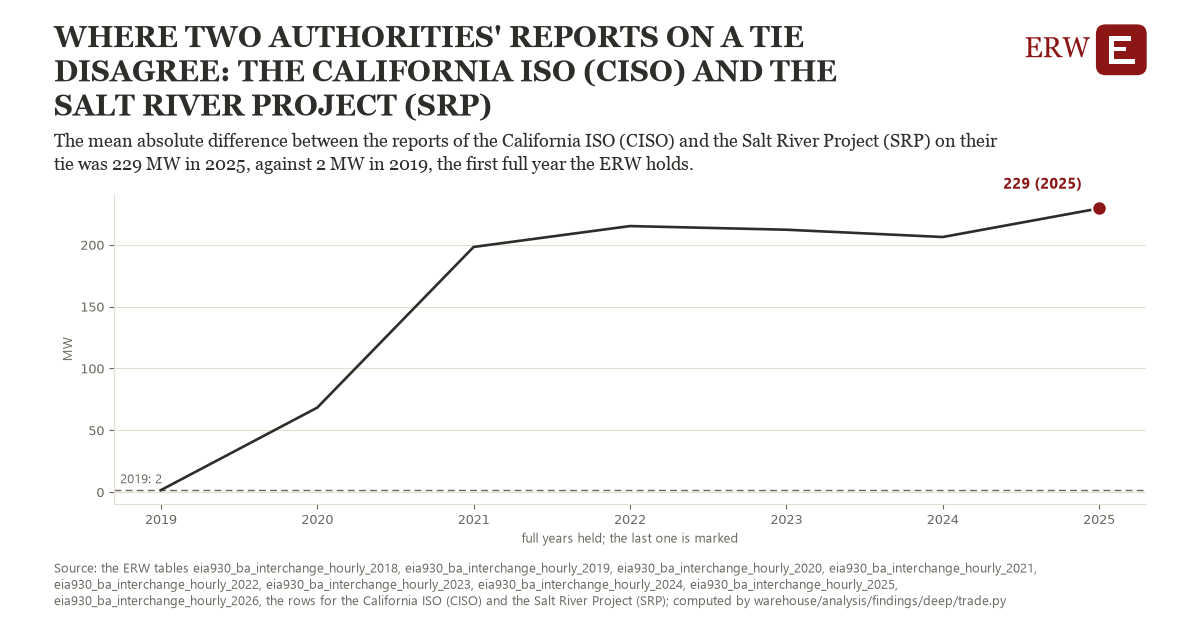 WHERE TWO AUTHORITIES' REPORTS ON A TIE
DISAGREE: THE CALIFORNIA ISO (CISO) AND THE
SALT RIVER PROJECT (SRP)
ERW E
The mean absolute difference between the reports of the California ISO (CISO) and the Salt River Project (SRP) on their
tie was 229 MW in 2025, against 2 MW in 2019, the first full year the ERW holds.
229 (2025)
200
150
100
50
0
MW
2019: 2
2019 2020 2021 2022 2023 2024 2025
full years held; the last one is marked
Source: the ERW tables eia930_ba_interchange_hourly_2018, eia930_ba_interchange_hourly_2019, eia930_ba_interchange_hourly_2020, eia930_ba_interchange_hourly_2021,
eia930_ba_interchange_hourly_2022, eia930_ba_interchange_hourly_2023, eia930_ba_interchange_hourly_2024, eia930_ba_interchange_hourly_2025,
eia930_ba_interchange_hourly_2026, the rows for the California ISO (CISO) and the Salt River Project (SRP); computed by warehouse/analysis/findings/deep/trade.py